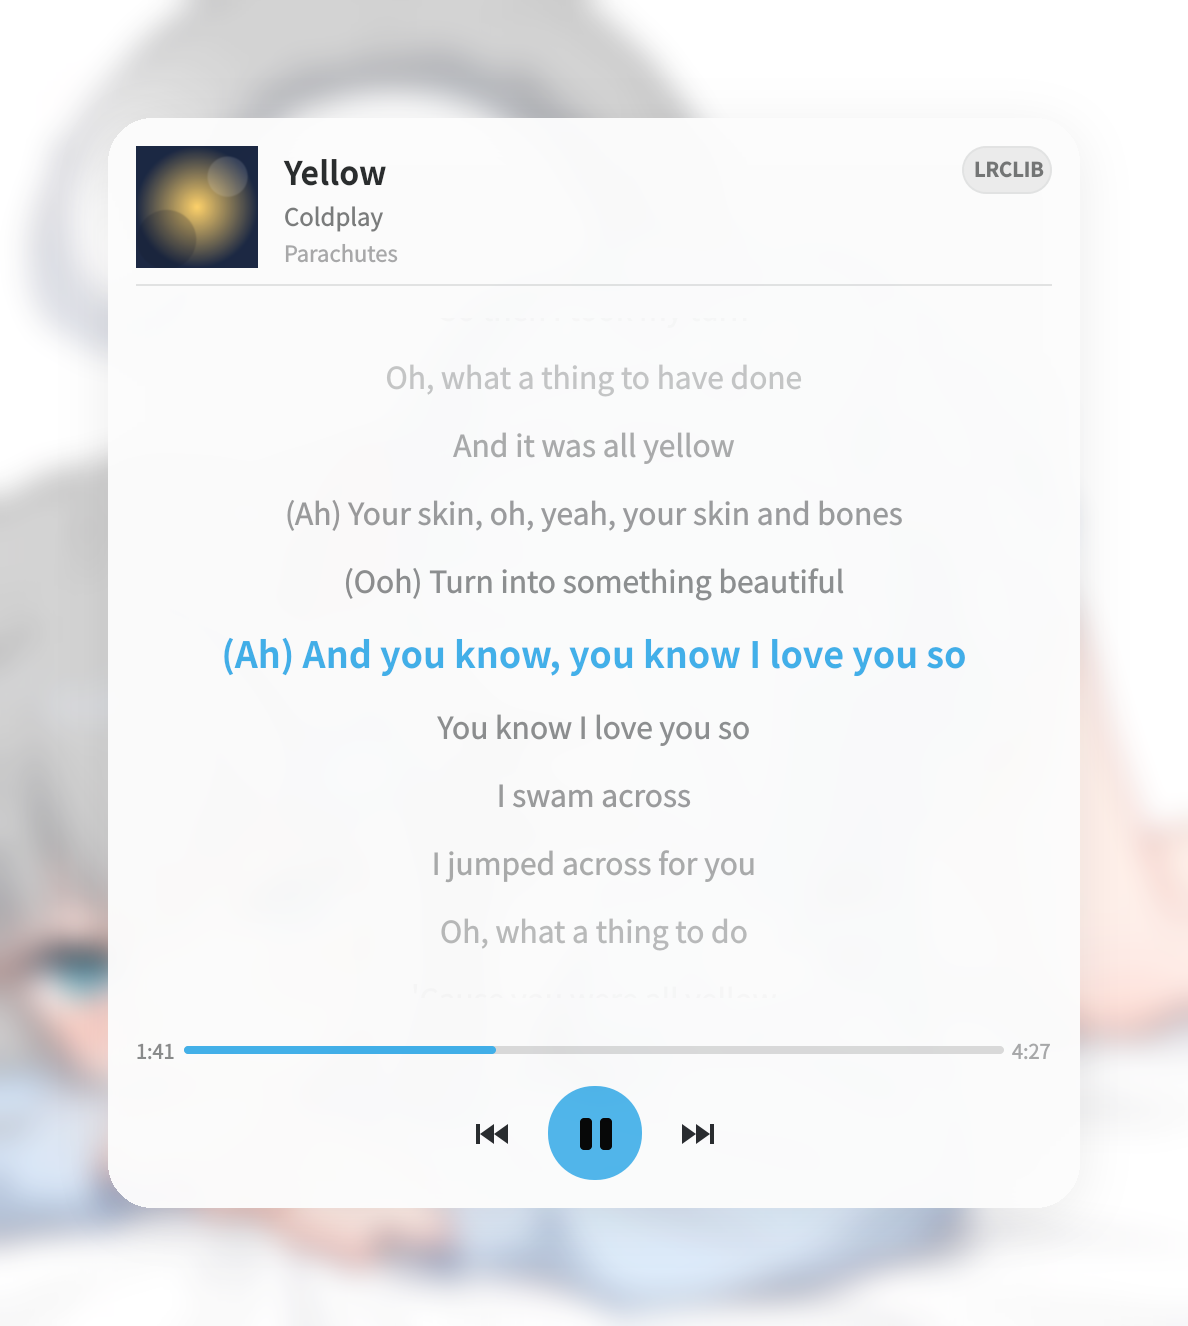 Yellow
Coldplay
Parachutes
LRCLIB
Oh, what a thing to have done
And it was all yellow
(Ah) Your skin, oh, yeah, your skin and bones
(Ooh) Turn into something beautiful
(Ah) And you know, you know I love you so
You know I love you so
I swam across
I jumped across for you
Oh, what a thing to do
1:41
4:27